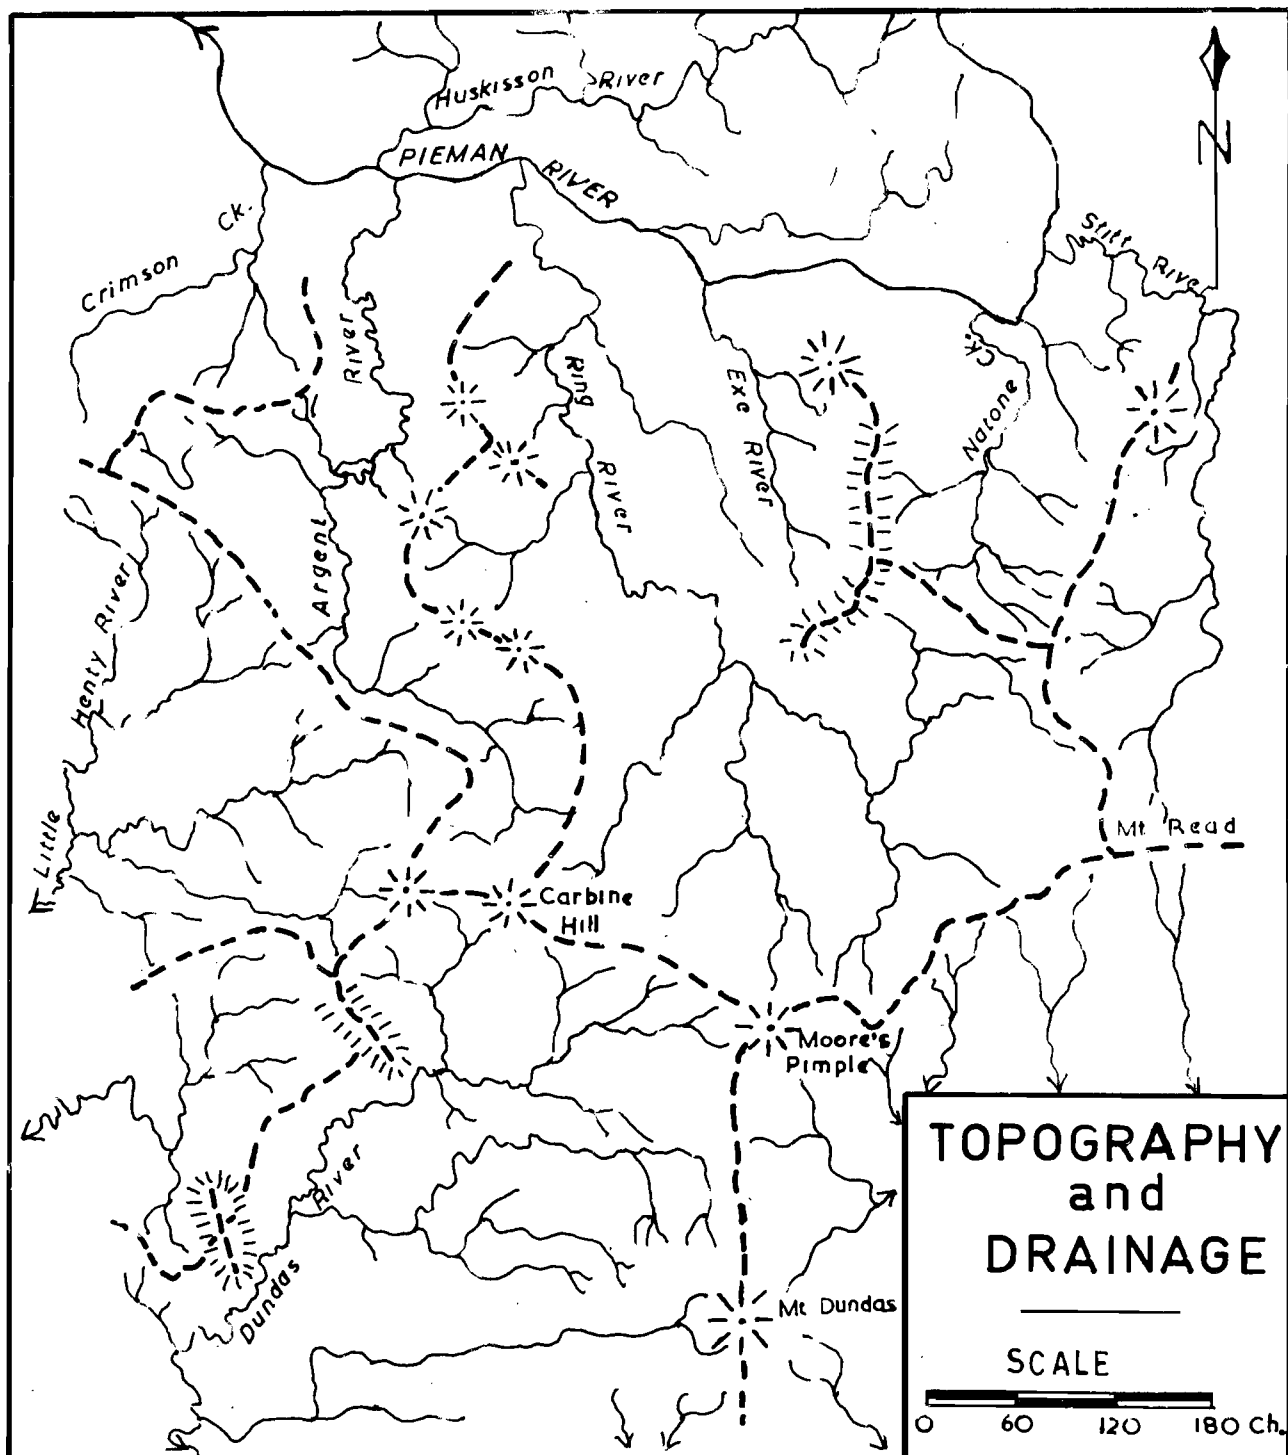 Huskisson River
PIEMAN RIVER
N
Crimson Ck.
Stitt River
River
Ring River
Exe River
Natone Ck.
Argent
Little Henty River
Mt Read
Carbine
Hill
Moore's
Pimple
River
Dundas
Mt Dundas
TOPOGRAPHY
and
DRAINAGE
SCALE
0 60 120 180 Ch.